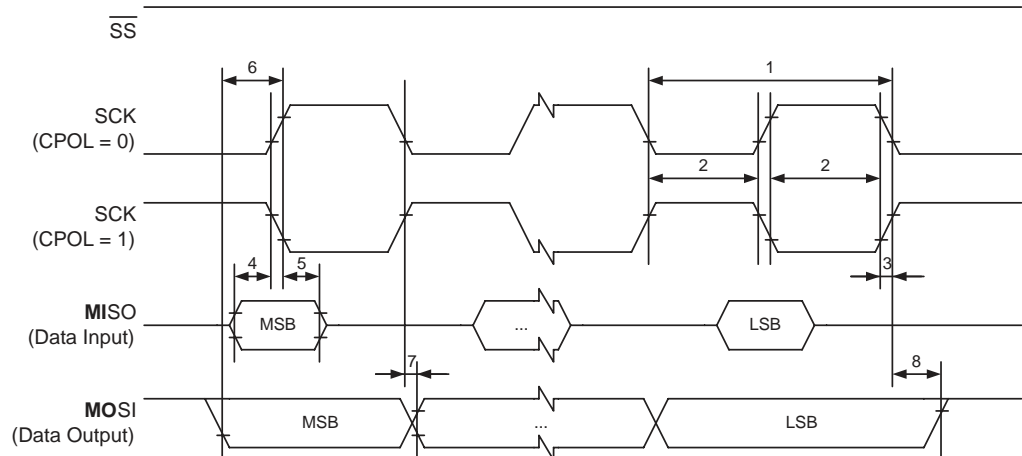 SS
6
1
SCK
(CPOL = 0)
2
2
SCK
(CPOL = 1)
4
5
3
MISO
(Data Input)
MSB
...
LSB
7
8
MOSI
(Data Output)
MSB
...
LSB